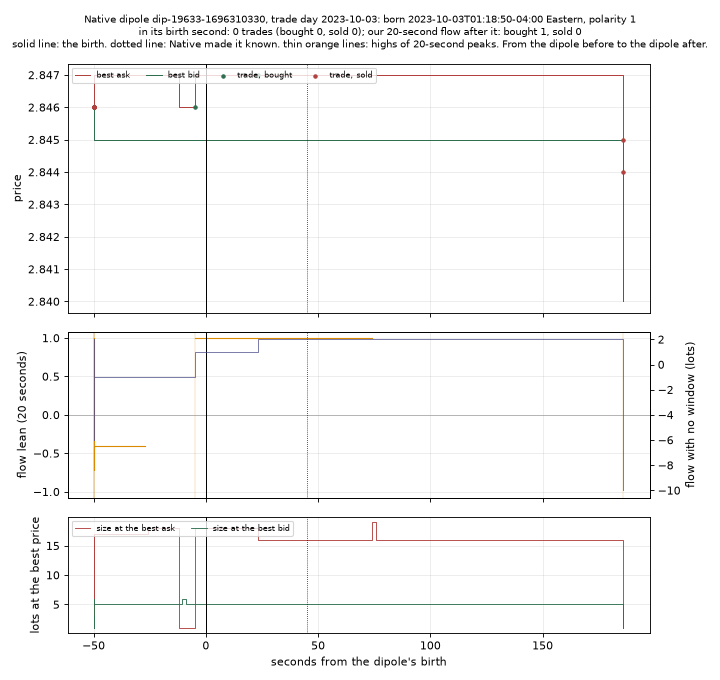 Native dipole dip-19633-1696310330, trade day 2023-10-03: born 2023-10-03T01:18:50-04:00 Eastern, polarity 1
in its birth second: 0 trades (bought 0, sold 0); our 20-second flow after it: bought 1, sold 0
solid line: the birth. dotted line: Native made it known. thin orange lines: highs of 20-second peaks. From the dipole before to the dipole after.
best ask best bid trade, bought trade, sold
2.847
2.846
2.845
2.844
2.843
2.842
2.841
2.840
price
1.0
0.5
0.0
−0.5
−1.0
flow lean (20 seconds)
2
0
−2
−4
−6
−8
−10
flow with no window (lots)
size at the best ask size at the best bid
15
10
5
lots at the best price
−50 0 50 100 150
seconds from the dipole's birth